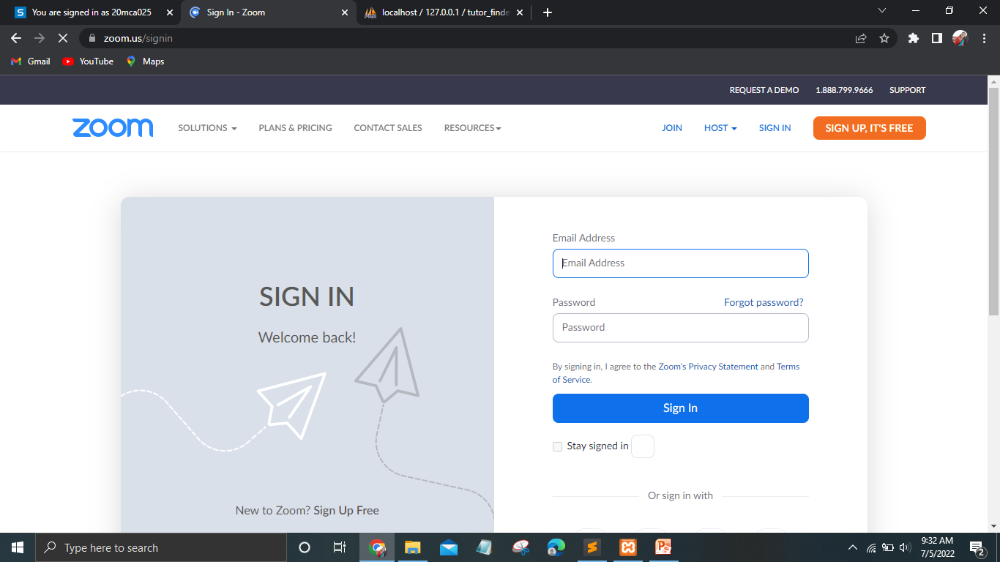 You are signed in as 20mca025
Sign In - Zoom
localhost / 127.0.0.1 / tutor_finde
zoom.us/signin
Gmail
YouTube
Maps
REQUEST A DEMO
1.888.799.9666
SUPPORT
zoom
SOLUTIONS
PLANS & PRICING
CONTACT SALES
RESOURCES
JOIN
HOST
SIGN IN
SIGN UP, IT'S FREE
SIGN IN
Welcome back!
New to Zoom? Sign Up Free
Email Address
Email Address
Password
Forgot password?
Password
By signing in, I agree to the Zoom's Privacy Statement and Terms
of Service.
Sign In
Stay signed in
Or sign in with
Type here to search
9:32 AM
7/5/2022
2